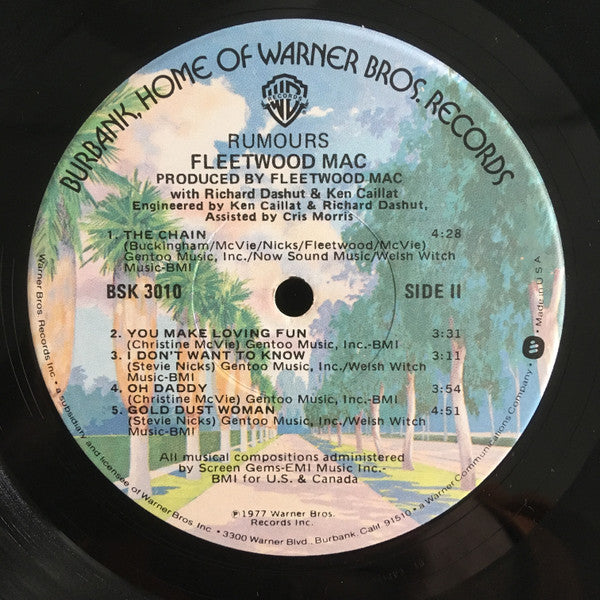 BURBANK, HOME OF WARNER BROS. RECORDS
WB
RECORDS
RUMOURS
FLEETWOOD MAC
PRODUCED BY FLEETWOOD MAC
with Richard Dashut & Ken Caillat
Engineered by Ken Caillat & Richard Dashut,
Assisted by Cris Morris
1. THE CHAIN 4:28
(Buckingham/McVie/Nicks/Fleetwood/McVie)
Gentoo Music, Inc./Now Sound Music/Welsh Witch
Music-BMI
BSK 3010 SIDE II
2. YOU MAKE LOVING FUN 3:31
(Christine McVie) Gentoo Music, Inc.-BMI
3. I DON'T WANT TO KNOW 3:11
(Stevie Nicks) Gentoo Music, Inc./Welsh Witch
Music-BMI
4. OH DADDY 3:54
(Christine McVie) Gentoo Music, Inc.-BMI
5. GOLD DUST WOMAN 4:51
(Stevie Nicks) Gentoo Music, Inc./Welsh Witch
Music-BMI
All musical compositions administered
by Screen Gems-EMI Music Inc.-
BMI for U.S. & Canada
℗1977 Warner Bros.
Records Inc.
Warner Bros. Records Inc. • a subsidiary and licensee of Warner Bros. Inc. • 3300 Warner Blvd., Burbank, Calif. 91510 • a Warner Communications Company • Made in U.S.A.